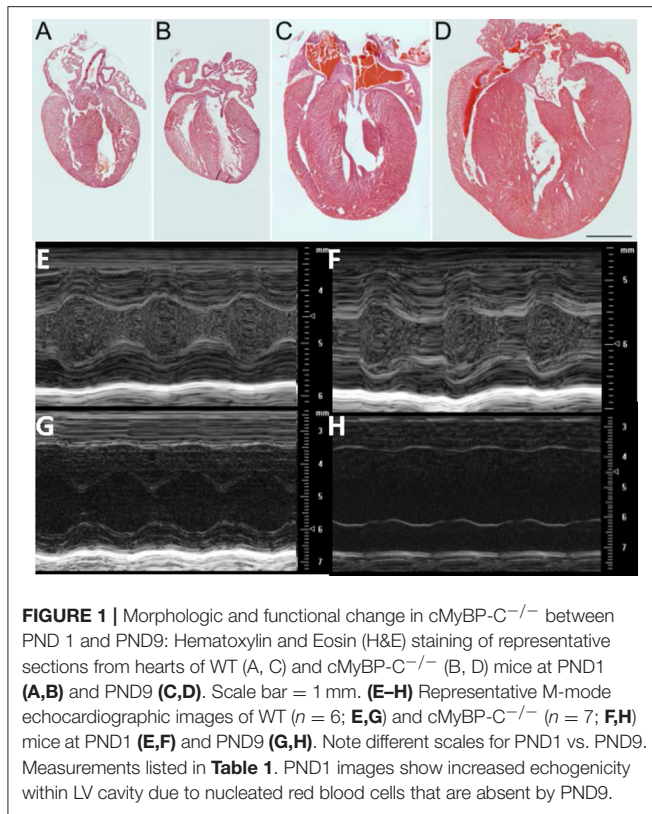 A
B
C
D
E
mm
4
5
6
F
mm
5
6
G
mm
3
4
5
6
7
H
3
4
5
6
7
FIGURE 1 | Morphologic and functional change in cMyBP-C−/− between
PND 1 and PND9: Hematoxylin and Eosin (H&E) staining of representative
sections from hearts of WT (A, C) and cMyBP-C−/− (B, D) mice at PND1
(A,B) and PND9 (C,D). Scale bar = 1 mm. (E–H) Representative M-mode
echocardiographic images of WT (n = 6; E,G) and cMyBP-C−/− (n = 7; F,H)
mice at PND1 (E,F) and PND9 (G,H). Note different scales for PND1 vs. PND9.
Measurements listed in Table 1. PND1 images show increased echogenicity
within LV cavity due to nucleated red blood cells that are absent by PND9.